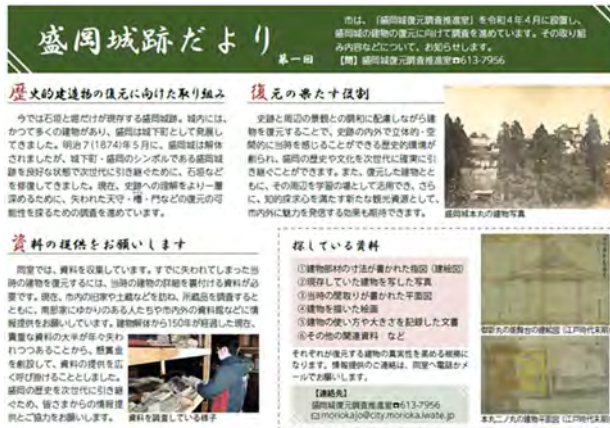 盛岡城跡だより
第一回
市は、「盛岡城復元調査推進室」を令和4年4月に設置し、
盛岡城の建物の復元に向けて調査を進めています。その取り組
み内容などについて、お知らせします。
【問】盛岡城復元調査推進室☎613-7956
歴史的建造物の復元に向けた取り組み
今では石垣と堀だけが現存する盛岡城跡。城内には、
かつて多くの建物があり、盛岡は城下町として発展し
てきました。明治7(1874)年5月に、盛岡城は解体
されましたが、城下町・盛岡のシンボルである盛岡城
跡を良好な状態で次世代に引き継ぐために、石垣など
を修復してきました。現在、史跡への理解をより一層
深めるために、失われた天守・櫓・門などの復元の可
能性を探るための調査を進めています。
復元の果たす役割
史跡と周辺の景観との調和に配慮しながら建
物を復元することで、史跡の内外で立体的・空
間的に当時を感じることができる歴史的環境が
創られ、盛岡の歴史や文化を次世代に確実に引
き継ぐことができます。また、復元した建物とと
もに、その周辺を学習の場として活用でき、さら
に、知的探求心を満たす新たな観光資源として、
市内外に魅力を発信する効果も期待できます。
盛岡城本丸の建物写真
資料の提供をお願いします
同室では、資料を収集しています。すでに失われてしまった当
時の建物を復元するには、当時の建物の詳細を裏付ける資料が必
要です。現在、市内の旧家や土蔵などを訪ね、所蔵品を調査すると
ともに、南部家にゆかりのある人たちや市内外の資料館などに情
報提供をお願いしています。建物解体から150年が経過した現在、
貴重な資料の大半が年々失わ
れつつあることから、懸賞金
を創設して、資料の提供を広
く呼び掛けることとしました。
盛岡の歴史を次世代に引き継
ぐため、皆さまからの情報提
供とご協力をお願いします。
資料を調査している様子
探している資料
①建物部材の寸法が書かれた指図(建絵図)
②現存していた建物を写した写真
③当時の間取りが書かれた平面図
④建物を描いた絵画
⑤建物の使い方や大きさを記録した文書
⑥その他の関連資料 など
それぞれが復元する建物の真実性を高める根拠に
なります。情報提供のご連絡は、同室へ電話かメ
ールでお願いします。
【連絡先】
盛岡城復元調査推進室☎613-7956
✉moriokajo@city.morioka.iwate.jp
御新丸の能舞台の建絵図(江戸時代末期)
本丸二ノ丸の建物平面図(江戸時代末期)